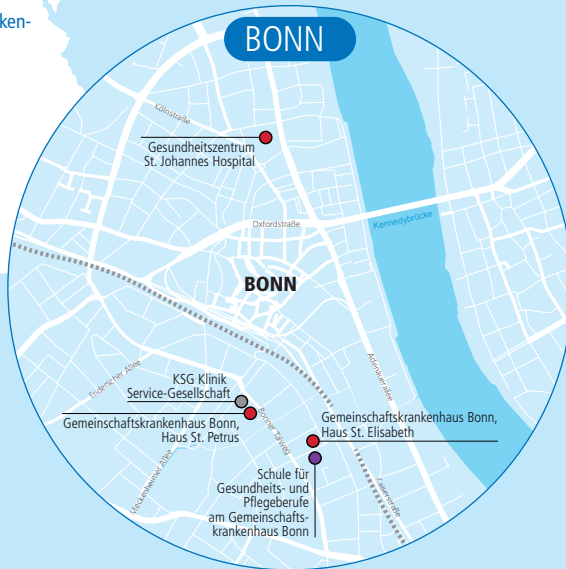 ken-
BONN
Kölnstraße
Gesundheitszentrum
St. Johannes Hospital
Oxfordstraße
Kennedybrücke
BONN
Adenauerallee
Endenicher Allee
KSG Klinik
Service-Gesellschaft
Gemeinschaftskrankenhaus Bonn,
Haus St. Petrus
Bonner Talweg
Gemeinschaftskrankenhaus Bonn,
Haus St. Elisabeth
Meckenheimer Allee
Schule für
Gesundheits- und
Pflegeberufe
am Gemeinschafts-
krankenhaus Bonn
Kaiserstraße